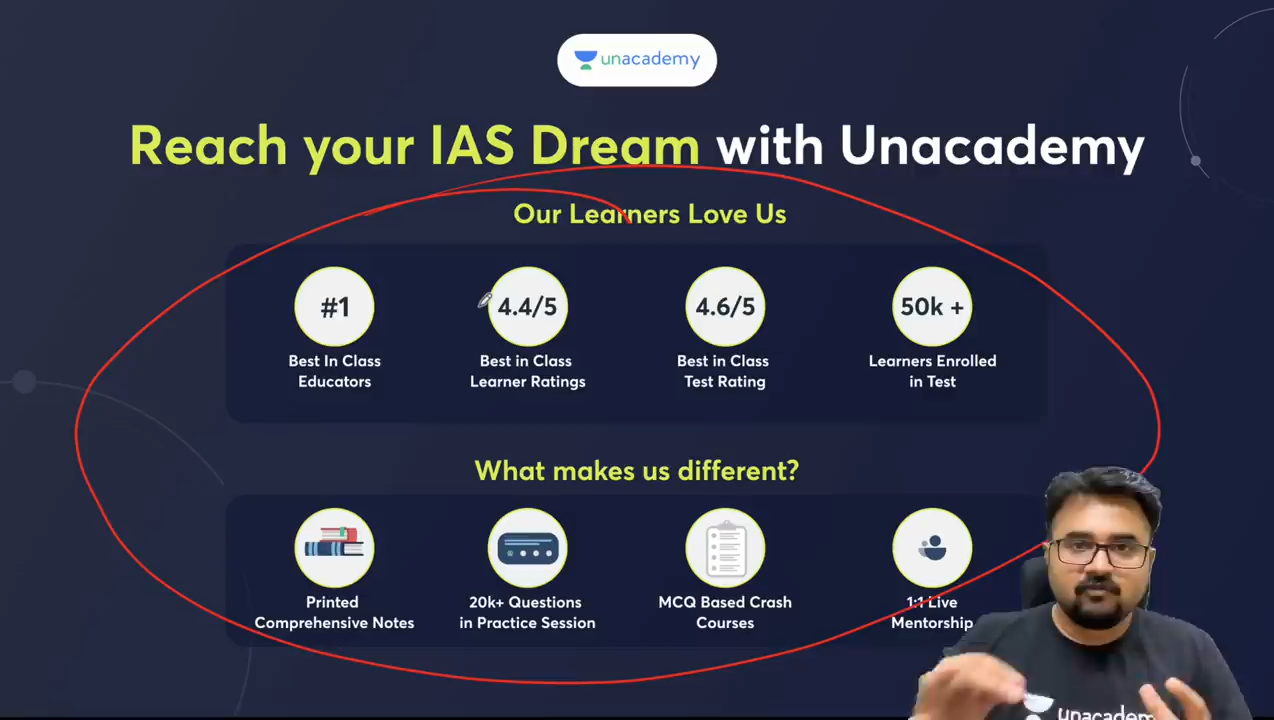 unacademy
Reach your IAS Dream with Unacademy
Our Learners Love Us
#1
4.4/5
4.6/5
50k +
Best In Class
Educators
Best in Class
Learner Ratings
Best in Class
Test Rating
Learners Enrolled
in Test
What makes us different?
Printed
Comprehensive Notes
20k+ Questions
in Practice Session
MCQ Based Crash
Courses
1:1 Live
Mentorship
unacademy